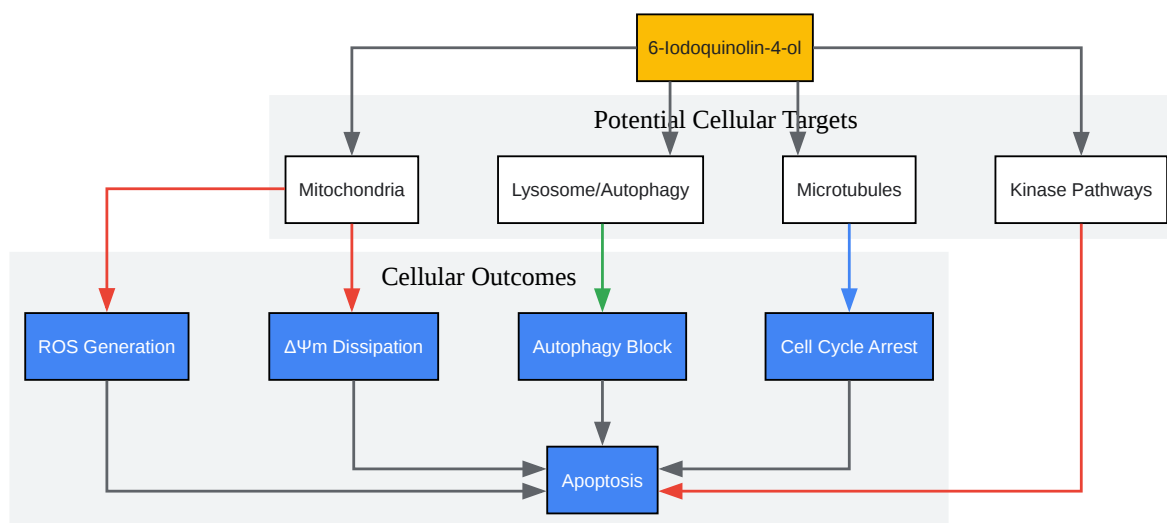 6-Iodoquinolin-4-ol
Potential Cellular Targets
Mitochondria
Lysosome/Autophagy
Microtubules
Kinase Pathways
Cellular Outcomes
ROS Generation
ΔΨm Dissipation
Autophagy Block
Cell Cycle Arrest
Apoptosis